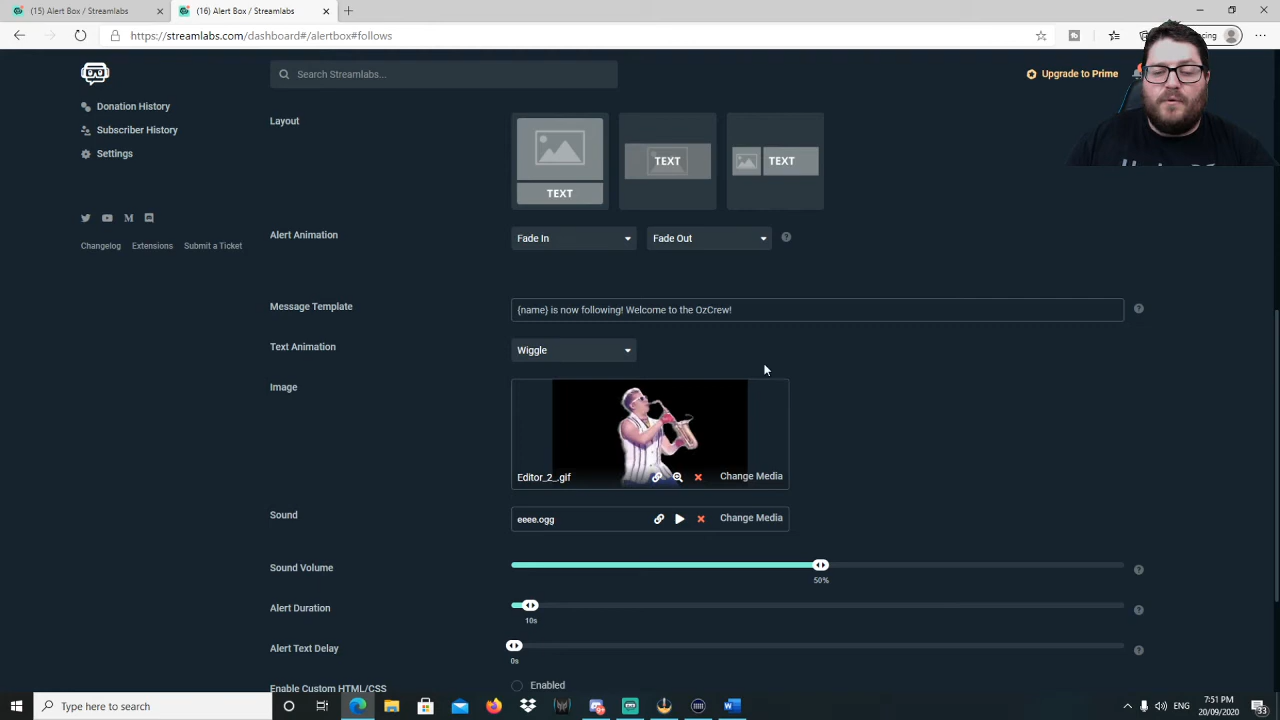 (15) Alert Box | Streamlabs
(16) Alert Box | Streamlabs
https://streamlabs.com/dashboard#/alertbox#follows
Search Streamlabs...
Upgrade to Prime
Donation History
Subscriber History
Settings
Changelog Extensions Submit a Ticket
Layout
TEXT
TEXT
TEXT
Alert Animation
Fade In
Fade Out
Message Template
{name} is now following! Welcome to the OzCrew!
Text Animation
Wiggle
Image
Editor_2_.gif
Change Media
Sound
eeee.ogg
Change Media
Sound Volume
50%
Alert Duration
10s
Alert Text Delay
0s
Enable Custom HTML/CSS
Enabled
Type here to search
ENG
7:51 PM
20/09/2020